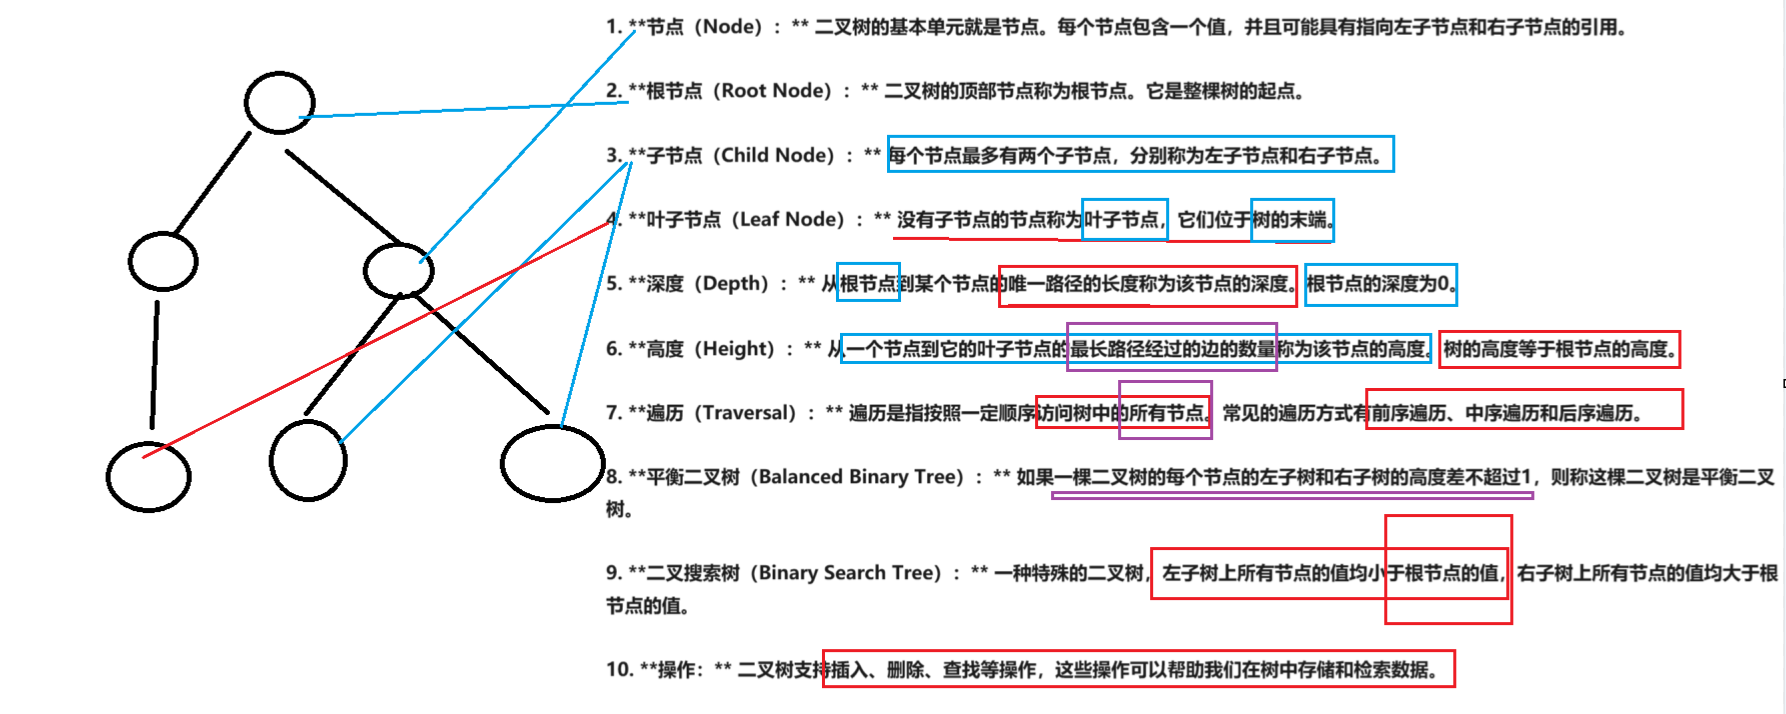 1. **节点（Node）：** 二叉树的基本单元就是节点。每个节点包含一个值，并且可能具有指向左子节点和右子节点的引用。
2. **根节点（Root Node）：** 二叉树的顶部节点称为根节点。它是整棵树的起点。
3. **子节点（Child Node）：** 每个节点最多有两个子节点，分别称为左子节点和右子节点。
4. **叶子节点（Leaf Node）：** 没有子节点的节点称为叶子节点，它们位于树的末端。
5. **深度（Depth）：** 从根节点到某个节点的唯一路径的长度称为该节点的深度。根节点的深度为0。
6. **高度（Height）：** 从一个节点到它的叶子节点的最长路径经过的边的数量称为该节点的高度。树的高度等于根节点的高度。
7. **遍历（Traversal）：** 遍历是指按照一定顺序访问树中的所有节点。常见的遍历方式有前序遍历、中序遍历和后序遍历。
8. **平衡二叉树（Balanced Binary Tree）：** 如果一棵二叉树的每个节点的左子树和右子树的高度差不超过1，则称这棵二叉树是平衡二叉
树。
9. **二叉搜索树（Binary Search Tree）：** 一种特殊的二叉树，左子树上所有节点的值均小于根节点的值，右子树上所有节点的值均大于根
节点的值。
10. **操作：** 二叉树支持插入、删除、查找等操作，这些操作可以帮助我们在树中存储和检索数据。